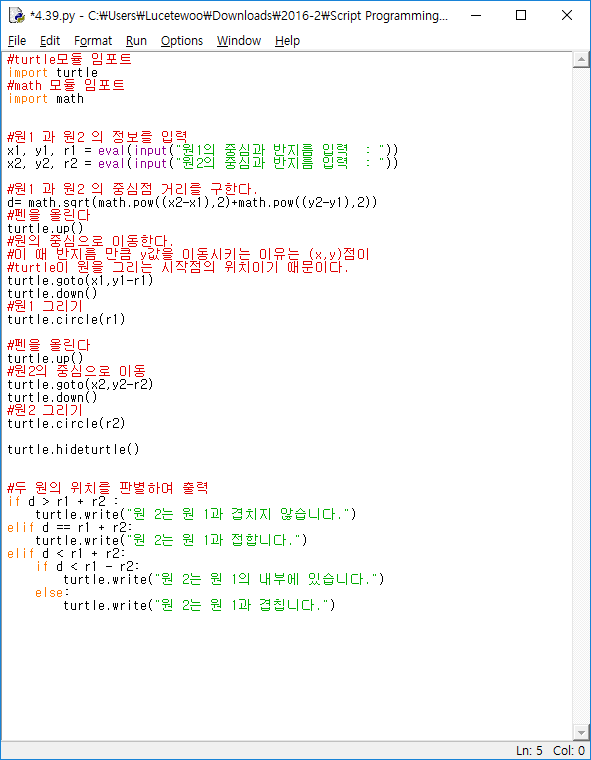 *4.39.py - C:₩Users₩Lucetewoo₩Downloads₩2016-2₩Script Programming...
File Edit Format Run Options Window Help
#turtle모듈 임포트
import turtle
#math 모듈 임포트
import math
#원1 과 원2 의 정보를 입력
x1, y1, r1 = eval(input("원1의 중심과 반지름 입력  : "))
x2, y2, r2 = eval(input("원2의 중심과 반지름 입력  : "))
#원1 과 원2 의 중심점 거리를 구한다.
d= math.sqrt(math.pow((x2-x1),2)+math.pow((y2-y1),2))
#펜을 올린다
turtle.up()
#원의 중심으로 이동한다.
#이 때 반지름 만큼 y값을 이동시키는 이유는 (x,y)점이
#turtle이 원을 그리는 시작점의 위치이기 때문이다.
turtle.goto(x1,y1-r1)
turtle.down()
#원1 그리기
turtle.circle(r1)
#펜을 올린다
turtle.up()
#원2의 중심으로 이동
turtle.goto(x2,y2-r2)
turtle.down()
#원2 그리기
turtle.circle(r2)
turtle.hideturtle()
#두 원의 위치를 판별하여 출력
if d > r1 + r2 :
    turtle.write("원 2는 원 1과 겹치지 않습니다.")
elif d == r1 + r2:
    turtle.write("원 2는 원 1과 접합니다.")
elif d < r1 + r2:
    if d < r1 - r2:
        turtle.write("원 2는 원 1의 내부에 있습니다.")
    else:
        turtle.write("원 2는 원 1과 겹칩니다.")
Ln: 5 Col: 0